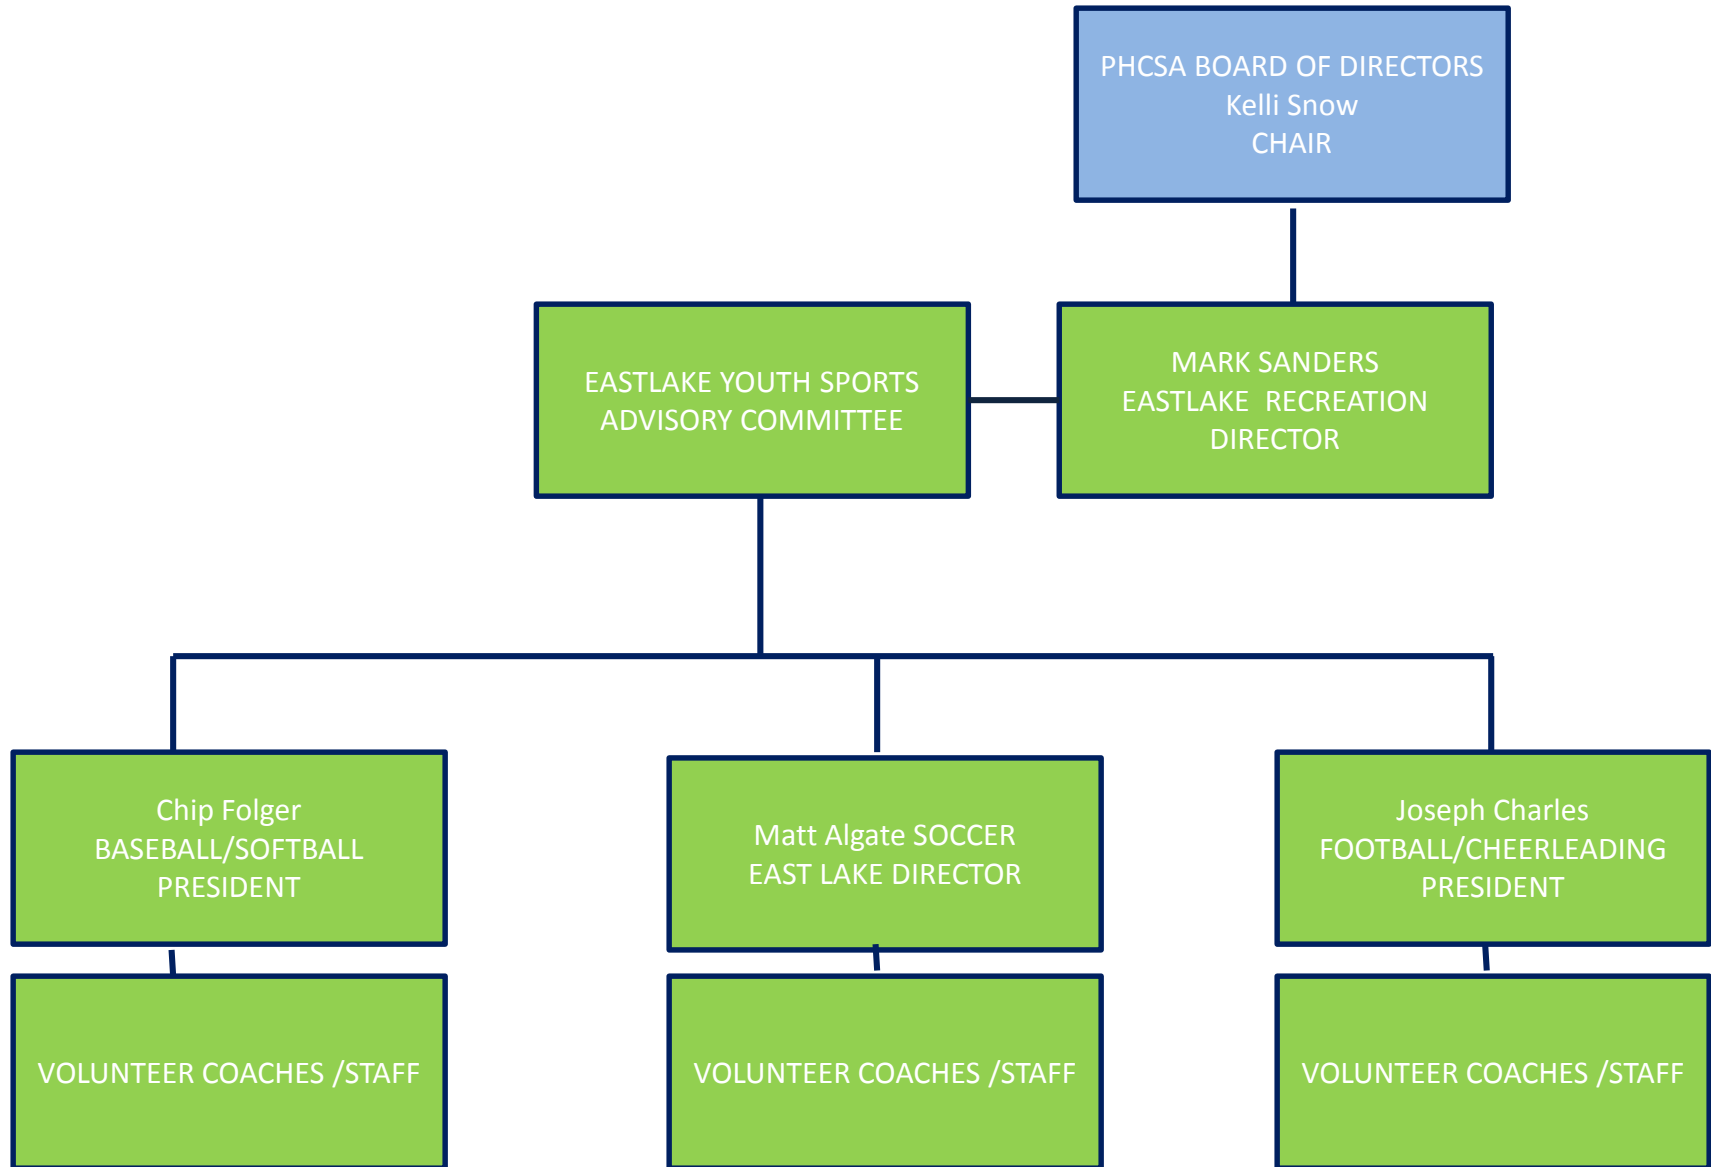 PHCSA BOARD OF DIRECTORS
Kelli Snow
CHAIR
EASTLAKE YOUTH SPORTS
ADVISORY COMMITTEE
MARK SANDERS
EASTLAKE  RECREATION
DIRECTOR
Chip Folger
BASEBALL/SOFTBALL
PRESIDENT
Matt Algate SOCCER
EAST LAKE DIRECTOR
Joseph Charles
FOOTBALL/CHEERLEADING
PRESIDENT
VOLUNTEER COACHES /STAFF
VOLUNTEER COACHES /STAFF
VOLUNTEER COACHES /STAFF